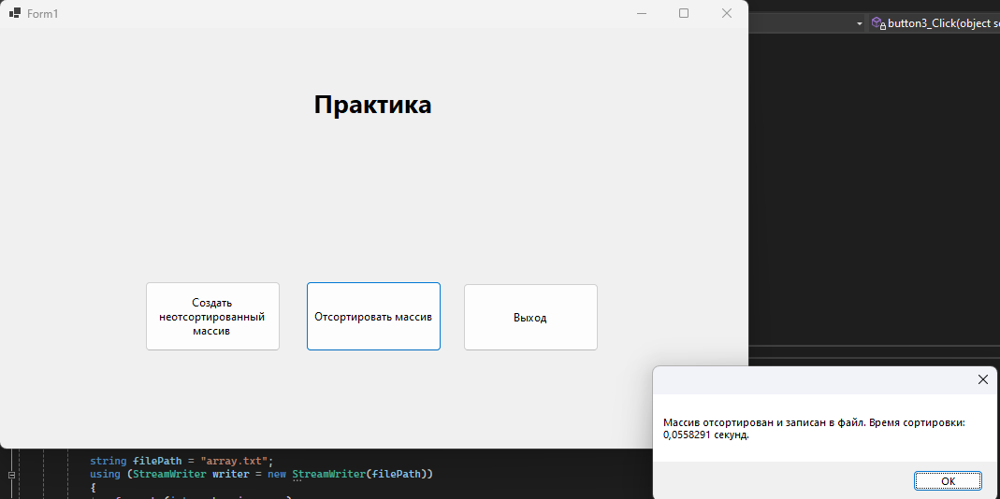 Form1
button3_Click(object s
Практика
Создать
неотсортированный
массив
Отсортировать массив
Выход
Массив отсортирован и записан в файл. Время сортировки:
0,0558291 секунд.
OK
string filePath = "array.txt";
using (StreamWriter writer = new StreamWriter(filePath))
{